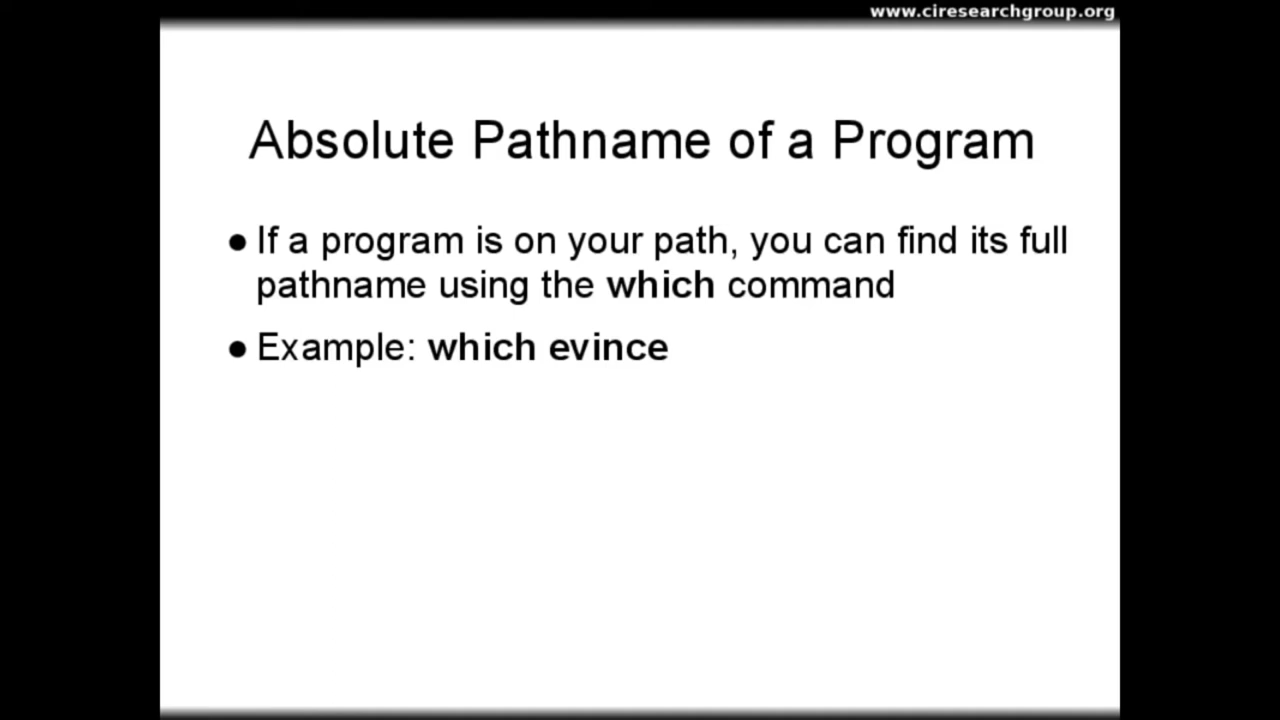 www.ciresearchgroup.org
Absolute Pathname of a Program
● If a program is on your path, you can find its full
pathname using the which command
● Example: which evince